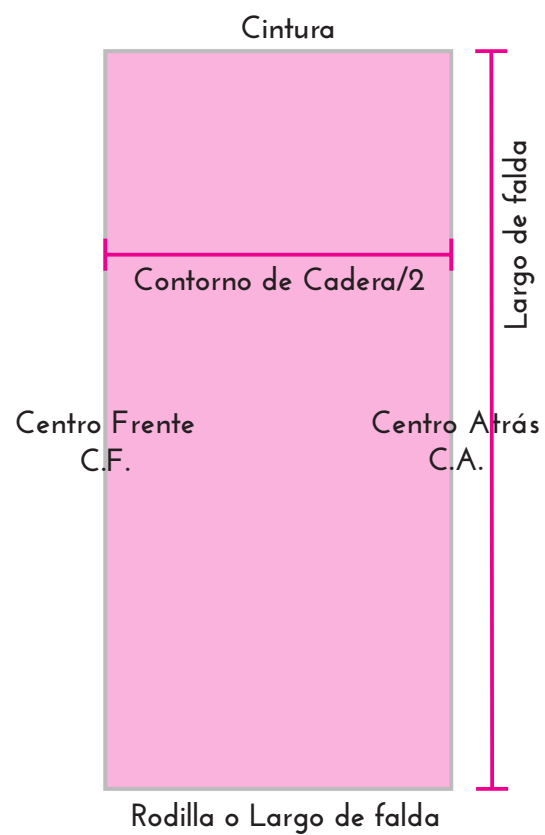 Cintura
Largo de falda
Contorno de Cadera/2
Centro Frente
C.F.
Centro Atrás
C.A.
Rodilla o Largo de falda